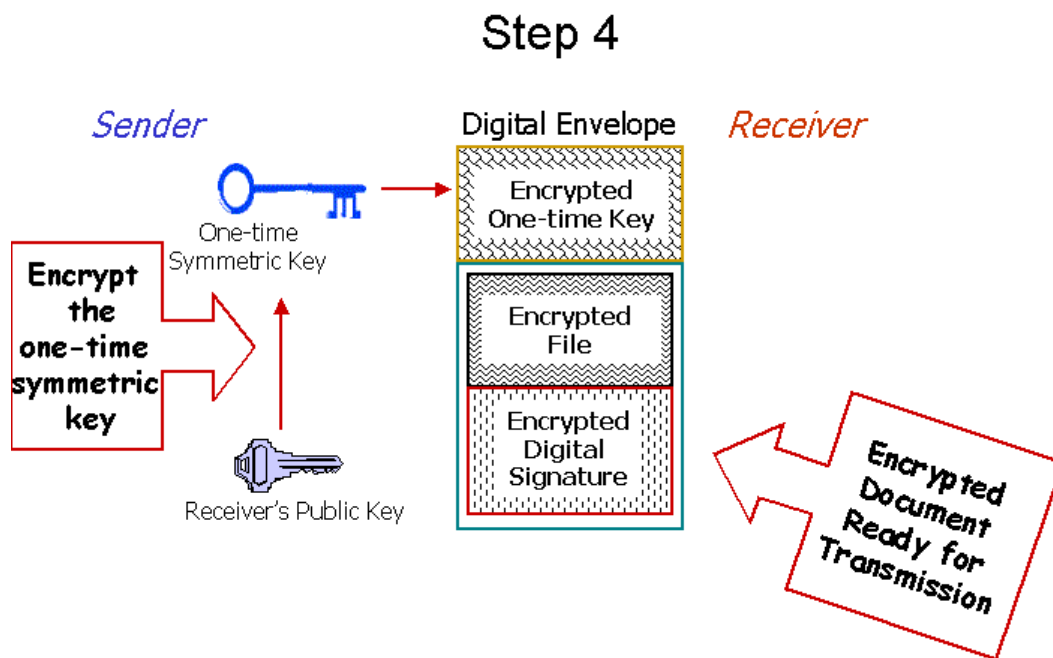 Step 4
Sender
Digital Envelope
Receiver
Encrypted
One-time Key
One-time
Symmetric Key
Encrypt
the
one-time
symmetric
key
Encrypted
File
Encrypted
Digital
Signature
Receiver's Public Key
Encrypted
Document
Ready for
Transmission